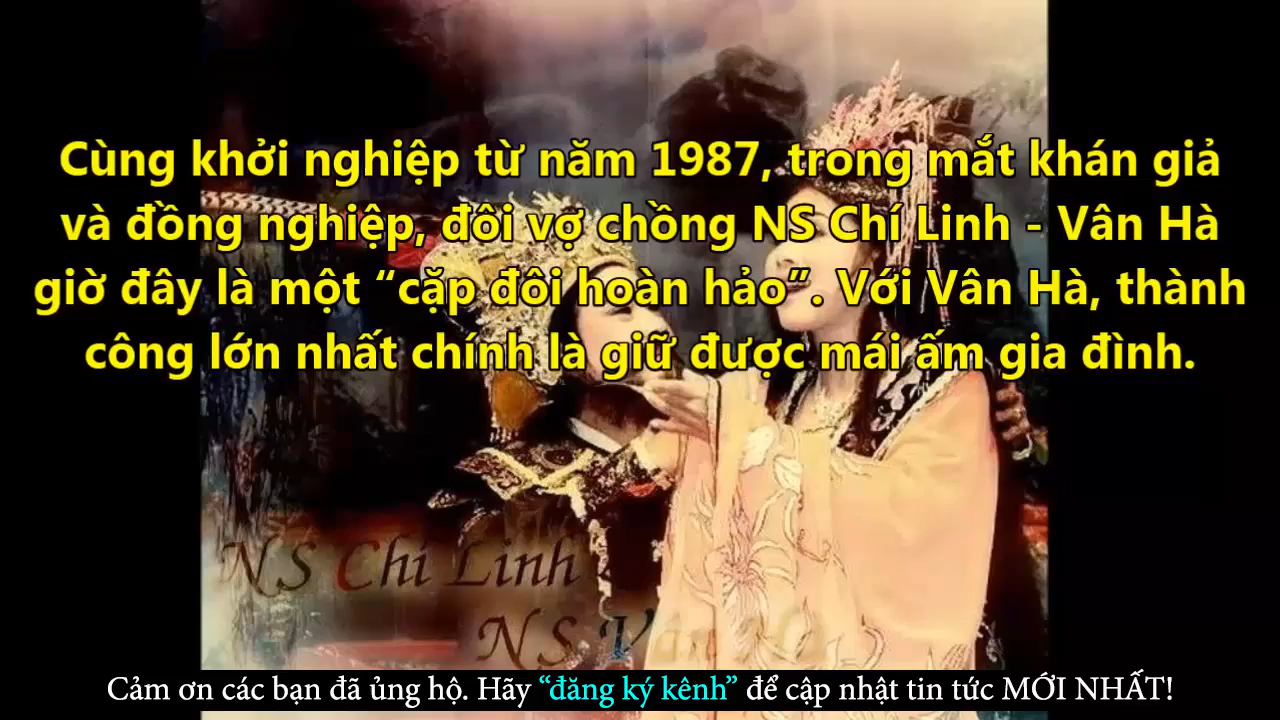 Cùng khởi nghiệp từ năm 1987, trong mắt khán giả
và đồng nghiệp, đôi vợ chồng NS Chí Linh - Vân Hà
giờ đây là một “cặp đôi hoàn hảo”. Với Vân Hà, thành
công lớn nhất chính là giữ được mái ấm gia đình.
NS Chí Linh
NS Vân
Cảm ơn các bạn đã ủng hộ. Hãy “đăng ký kênh” để cập nhật tin tức MỚI NHẤT!